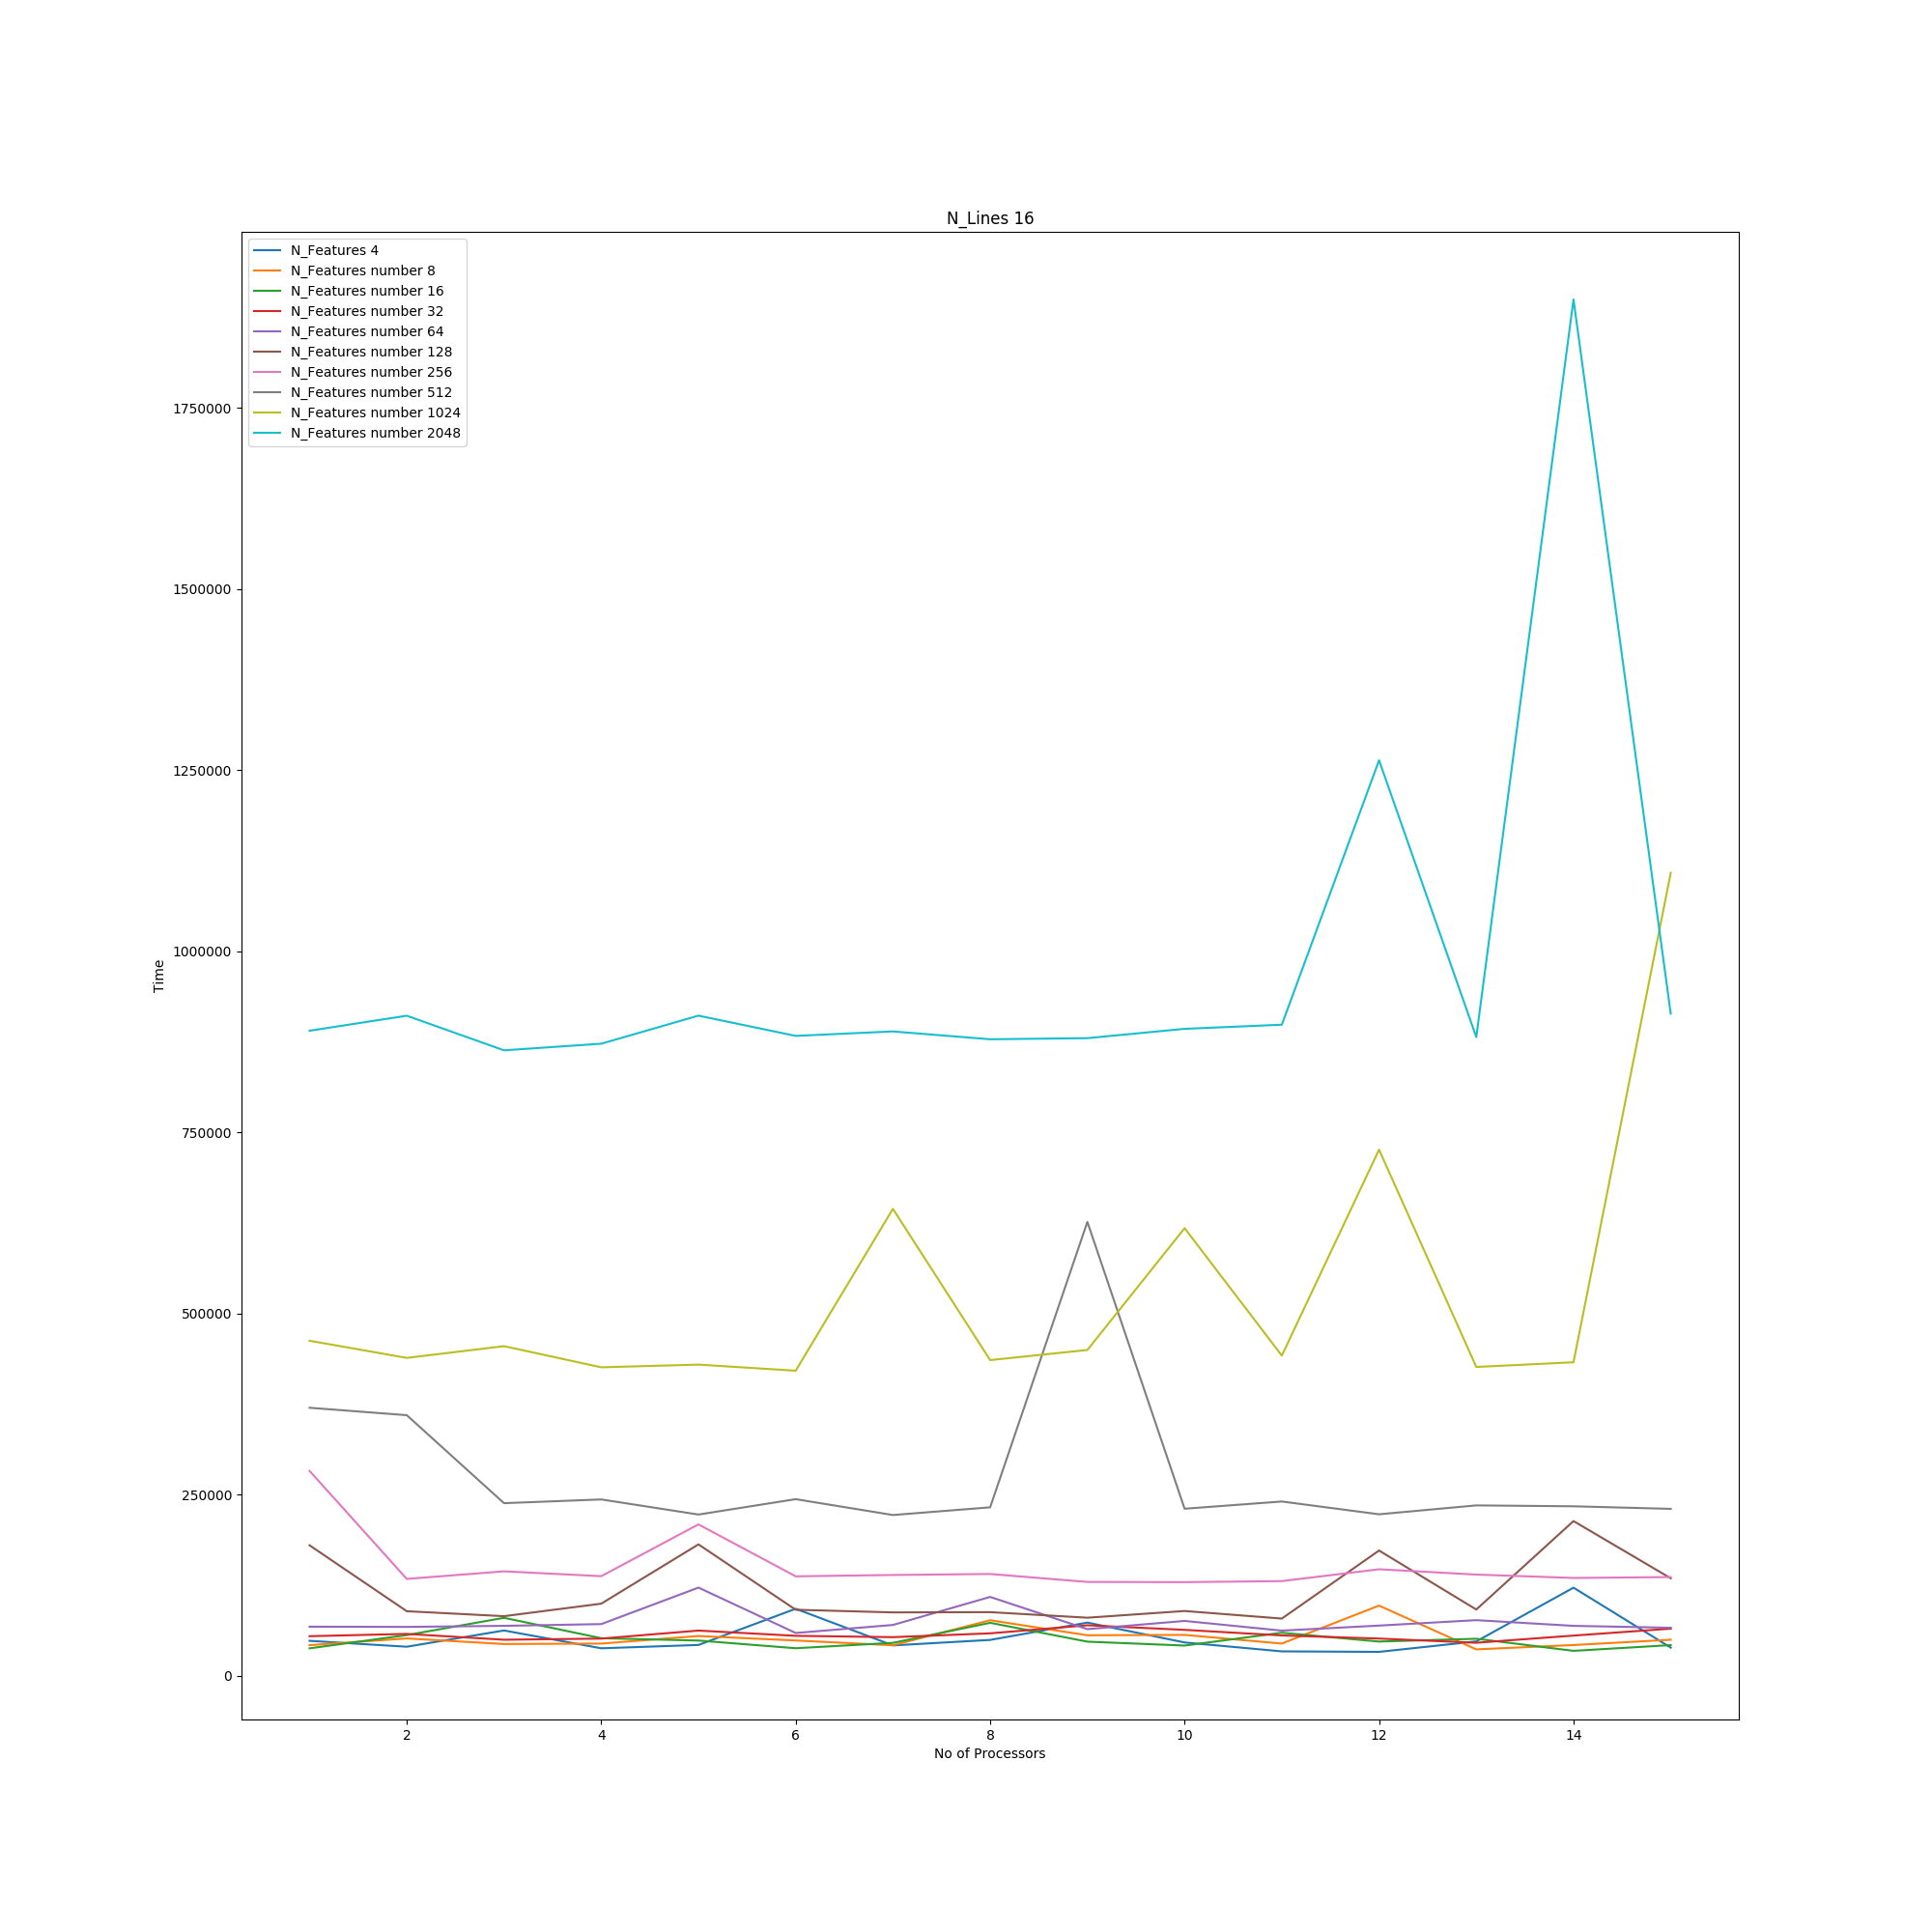 N_Lines 16
N_Features 4
N_Features number 8
N_Features number 16
N_Features number 32
N_Features number 64
N_Features number 128
N_Features number 256
N_Features number 512
N_Features number 1024
N_Features number 2048
1750000
1500000
1250000
1000000
750000
500000
250000
0
Time
2 4 6 8 10 12 14
No of Processors